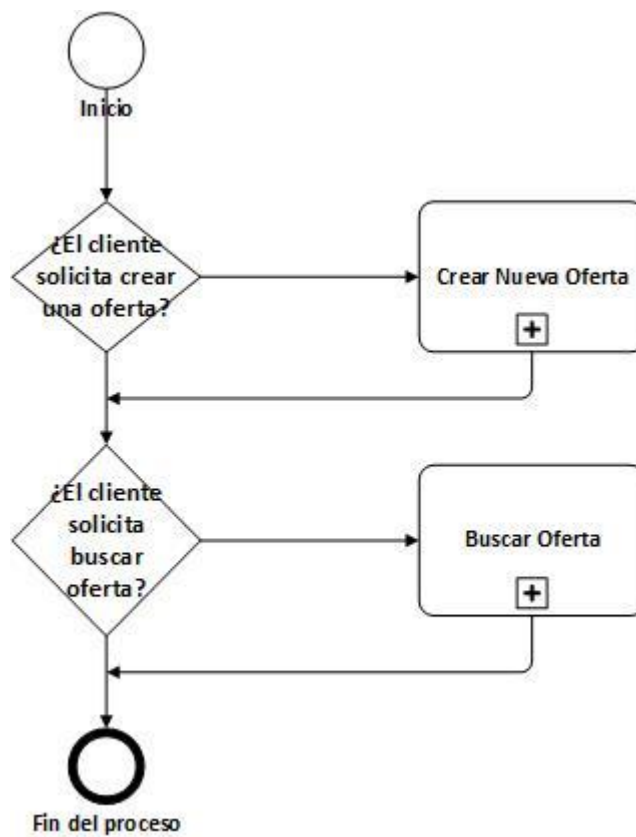 Inicio
¿El cliente
solicita crear
una oferta?
Crear Nueva Oferta
¿El cliente
solicita
buscar
oferta?
Buscar Oferta
Fin del proceso